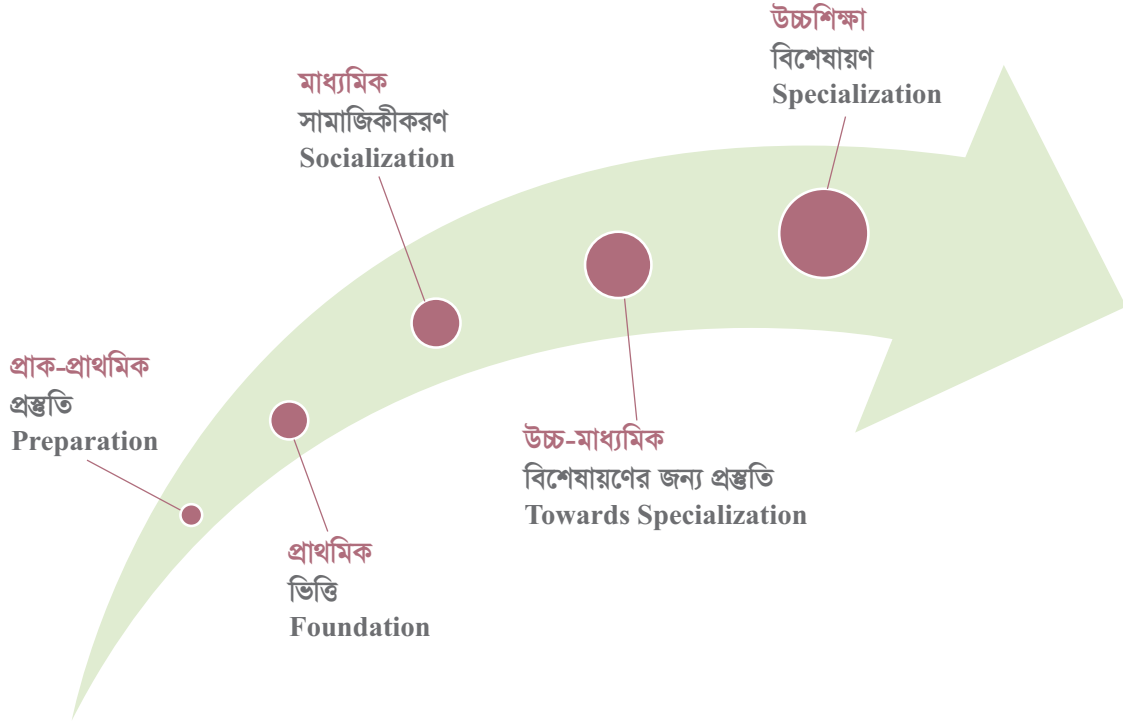 প্রাক-প্রাথমিক
প্রস্তুতি
Preparation
প্রাথমিক
ভিত্তি
Foundation
মাধ্যমিক
সামাজিকীকরণ
Socialization
উচ্চ-মাধ্যমিক
বিশেষায়ণের জন্য প্রস্তুতি
Towards Specialization
উচ্চশিক্ষা
বিশেষায়ণ
Specialization